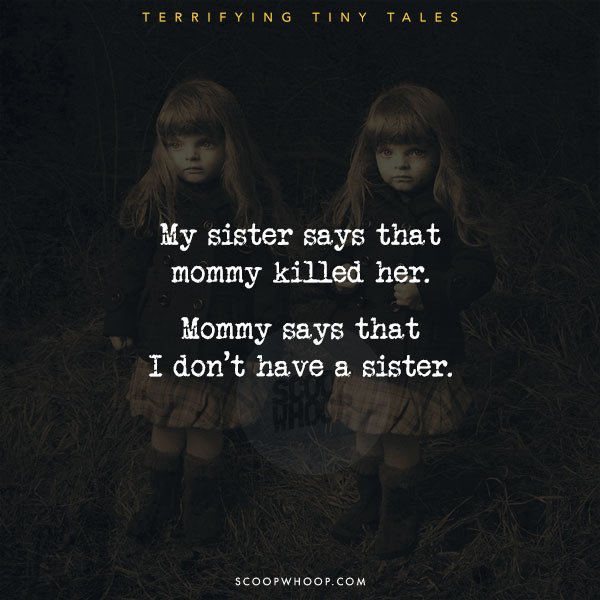 TERRIFYING TINY TALES
My sister says that
mommy killed her.
Mommy says that
I don't have a sister.
SCOOP
WHOOP
SCOOPWHOOP.COM